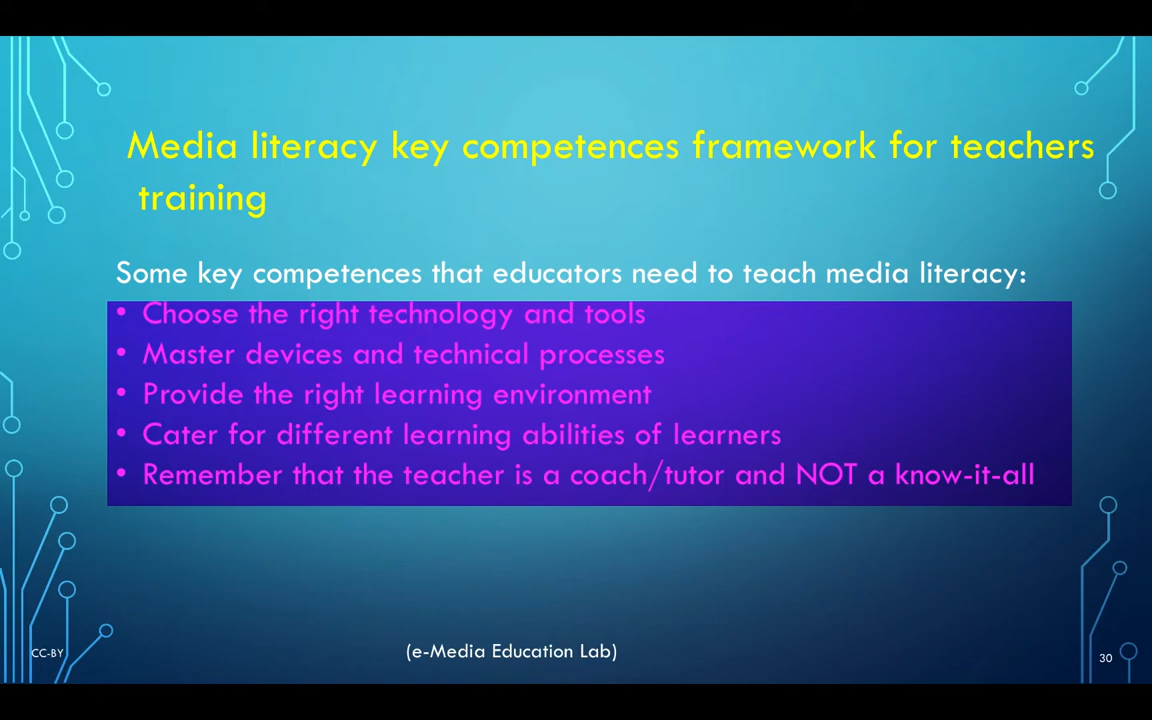 Media literacy key competences framework for teachers
training
Some key competences that educators need to teach media literacy:
• Choose the right technology and tools
• Master devices and technical processes
• Provide the right learning environment
• Cater for different learning abilities of learners
• Remember that the teacher is a coach/tutor and NOT a know-it-all
CC-BY
(e-Media Education Lab)
30